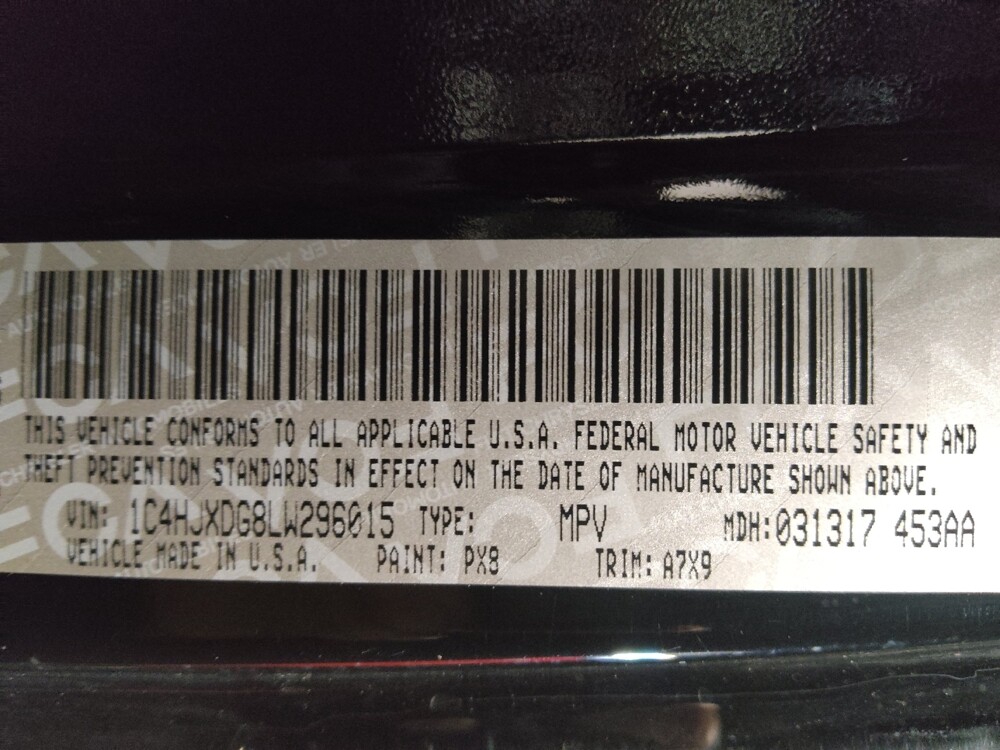 THIS VEHICLE CONFORMS TO ALL APPLICABLE U.S.A. FEDERAL MOTOR VEHICLE SAFETY AND
THEFT PREVENTION STANDARDS IN EFFECT ON THE DATE OF MANUFACTURE SHOWN ABOVE.
VIN: 1C4HJXDG8LW296015 TYPE: MPV MDH:031317 453AA
VEHICLE MADE IN U.S.A. PAINT: PX8 TRIM: A7X9